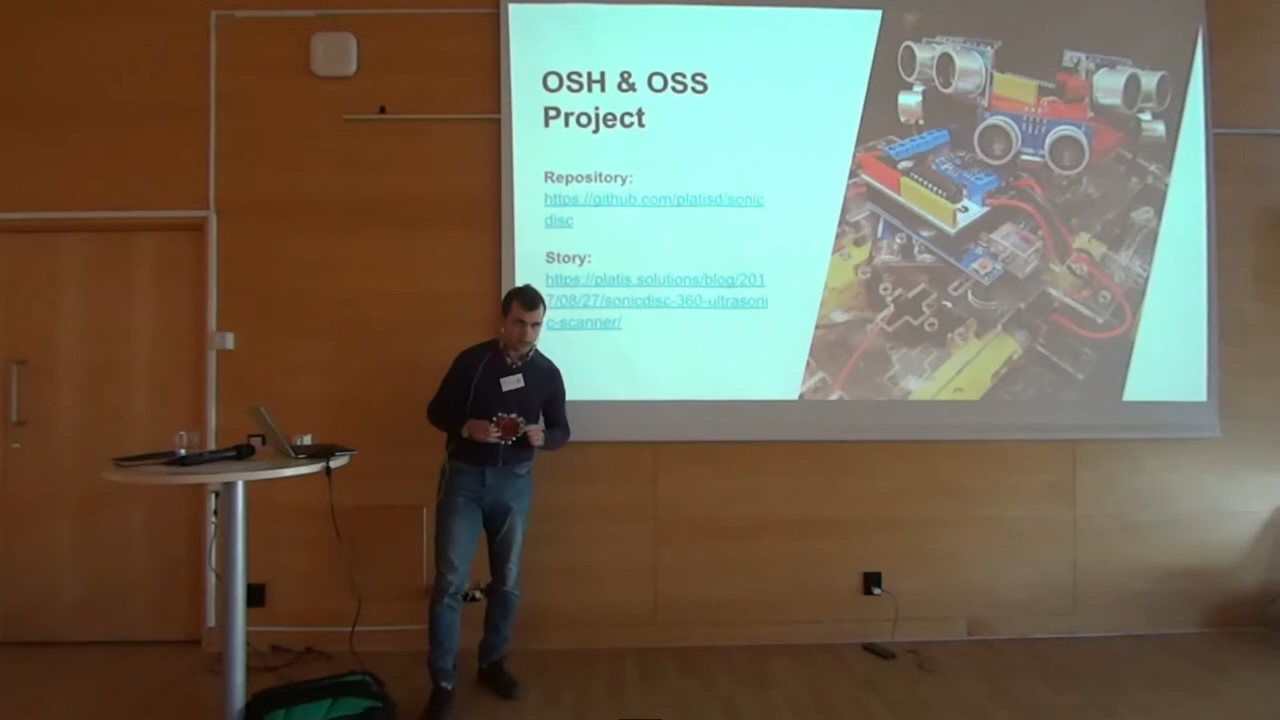 OSH & OSS
Project
Repository:
https://github.com/platisd/sonic
disc
Story:
https://platis.solutions/blog/201
7/08/27/sonicdisc-360-ultrasoni
c-scanner/